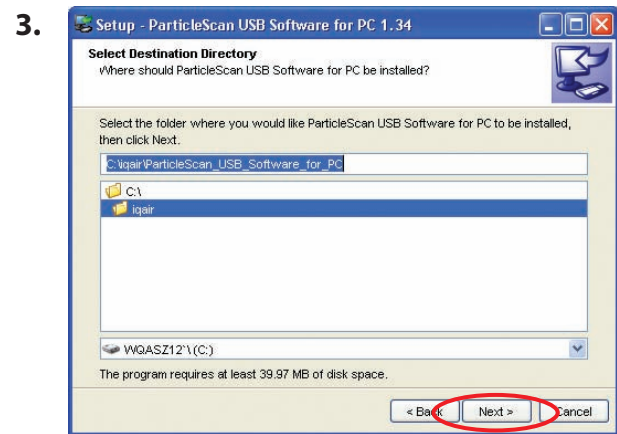 3.
Setup - ParticleScan USB Software for PC 1.34
Select Destination Directory
Where should ParticleScan USB Software for PC be installed?
Select the folder where you would like ParticleScan USB Software for PC to be installed,
then click Next.
C:\iqair\ParticleScan_USB_Software_for_PC
C:\
iqair
WQASZ12`\ (C:)
The program requires at least 39.97 MB of disk space.
< Back Next > Cancel